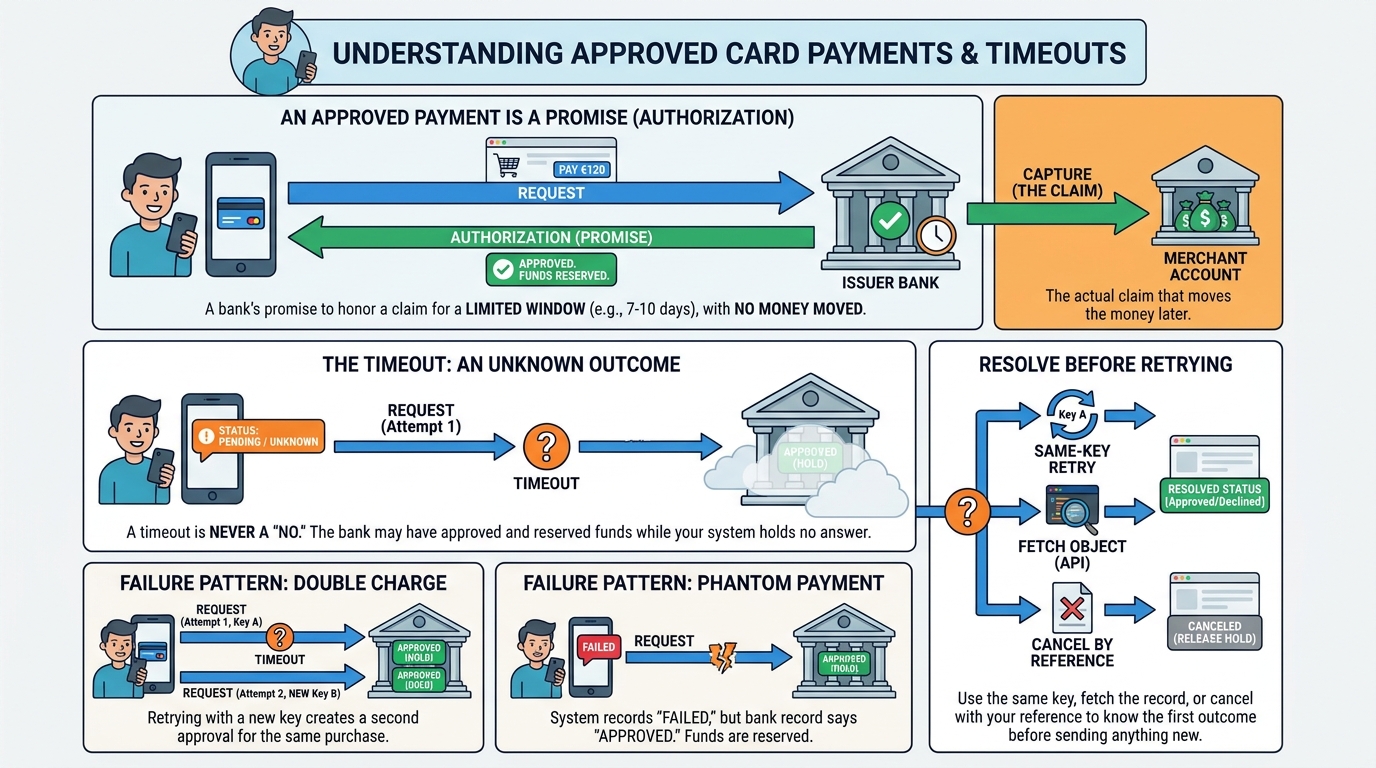 UNDERSTANDING APPROVED CARD PAYMENTS & TIMEOUTS
AN APPROVED PAYMENT IS A PROMISE (AUTHORIZATION)
PAY €120
REQUEST
AUTHORIZATION (PROMISE)
APPROVED.
FUNDS RESERVED.
ISSUER BANK
A bank's promise to honor a claim for a LIMITED WINDOW (e.g., 7-10 days), with NO MONEY MOVED.
CAPTURE
(THE CLAIM)
$ $ $
MERCHANT
ACCOUNT
The actual claim that moves
the money later.
THE TIMEOUT: AN UNKNOWN OUTCOME
STATUS:
PENDING / UNKNOWN
REQUEST
(Attempt 1)
?
TIMEOUT
APPROVED
(HOLD)
A timeout is NEVER A "NO." The bank may have approved and reserved funds while your system holds no answer.
RESOLVE BEFORE RETRYING
?
Key A
SAME-KEY
RETRY
FETCH OBJECT
(API)
RESOLVED STATUS
(Approved/Declined)
CANCEL BY
REFERENCE
CANCELED
(RELEASE HOLD)
Use the same key, fetch the record, or cancel
with your reference to know the first outcome
before sending anything new.
FAILURE PATTERN: DOUBLE CHARGE
REQUEST
(Attempt 1, Key A)
?
TIMEOUT
REQUEST (Attempt 2, NEW Key B)
APPROVED
APPROVED
Retrying with a new key creates a second
approval for the same purchase.
FAILURE PATTERN: PHANTOM PAYMENT
FAILED
REQUEST
System records "FAILED," but bank record says
"APPROVED." Funds are reserved.